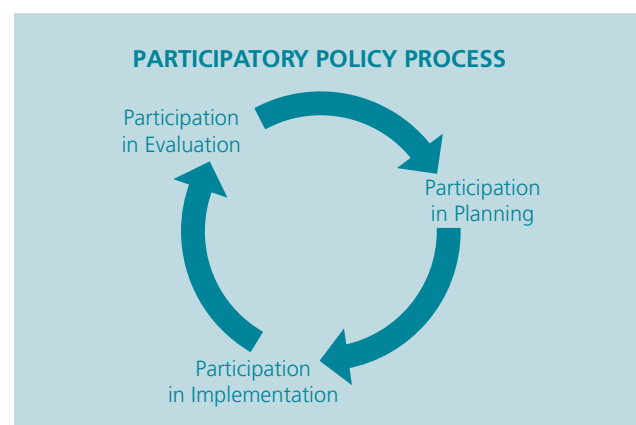 PARTICIPATORY POLICY PROCESS
Participation
in Evaluation
Participation
in Planning
Participation
in Implementation